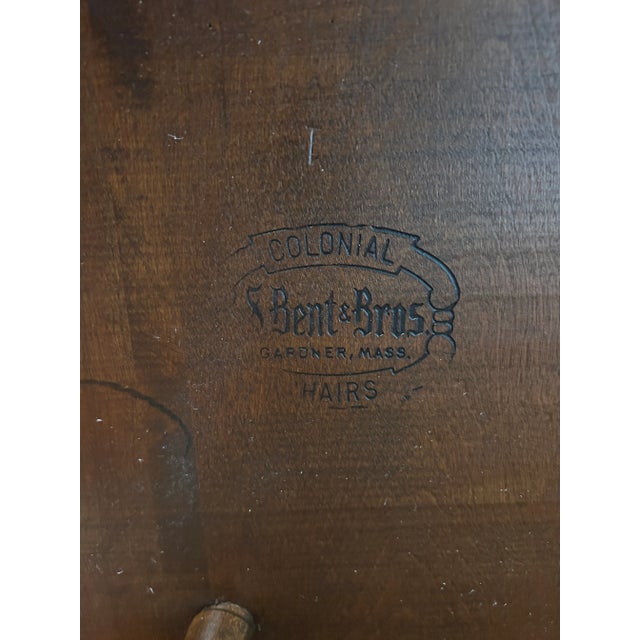 COLONIAL
S Bent & Bros.
GARDNER, MASS.
HAIRS